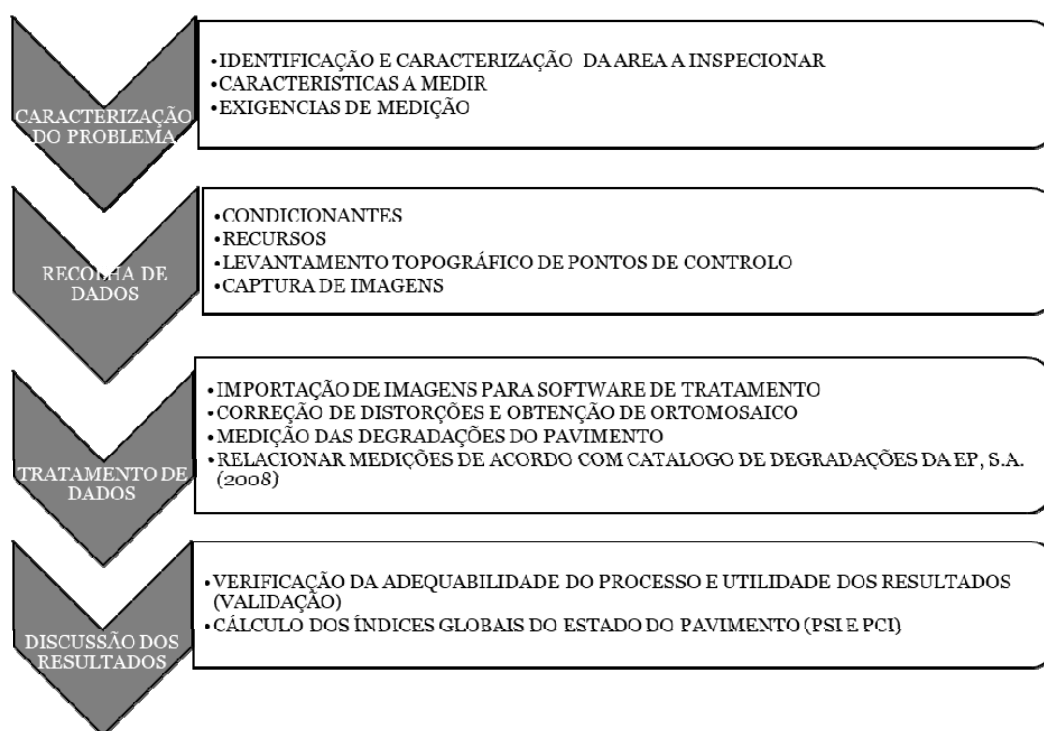 CARACTERIZAÇÃO
DO PROBLEMA
•IDENTIFICAÇÃO E CARACTERIZAÇÃO DA AREA A INSPECIONAR
•CARACTERISTICAS A MEDIR
•EXIGENCIAS DE MEDIÇÃO
RECOLHA DE
DADOS
•CONDICIONANTES
•RECURSOS
•LEVANTAMENTO TOPOGRÁFICO DE PONTOS DE CONTROLO
•CAPTURA DE IMAGENS
TRATAMENTO DE
DADOS
•IMPORTAÇÃO DE IMAGENS PARA SOFTWARE DE TRATAMENTO
•CORREÇÃO DE DISTORÇÕES E OBTENÇÃO DE ORTOMOSAICO
•MEDIÇÃO DAS DEGRADAÇÕES DO PAVIMENTO
•RELACIONAR MEDIÇÕES DE ACORDO COM CATALOGO DE DEGRADAÇÕES DA EP, S.A.
(2008)
DISCUSSÃO DOS
RESULTADOS
•VERIFICAÇÃO DA ADEQUABILIDADE DO PROCESSO E UTILIDADE DOS RESULTADOS
(VALIDAÇÃO)
•CÁLCULO DOS ÍNDICES GLOBAIS DO ESTADO DO PAVIMENTO (PSI E PCI)